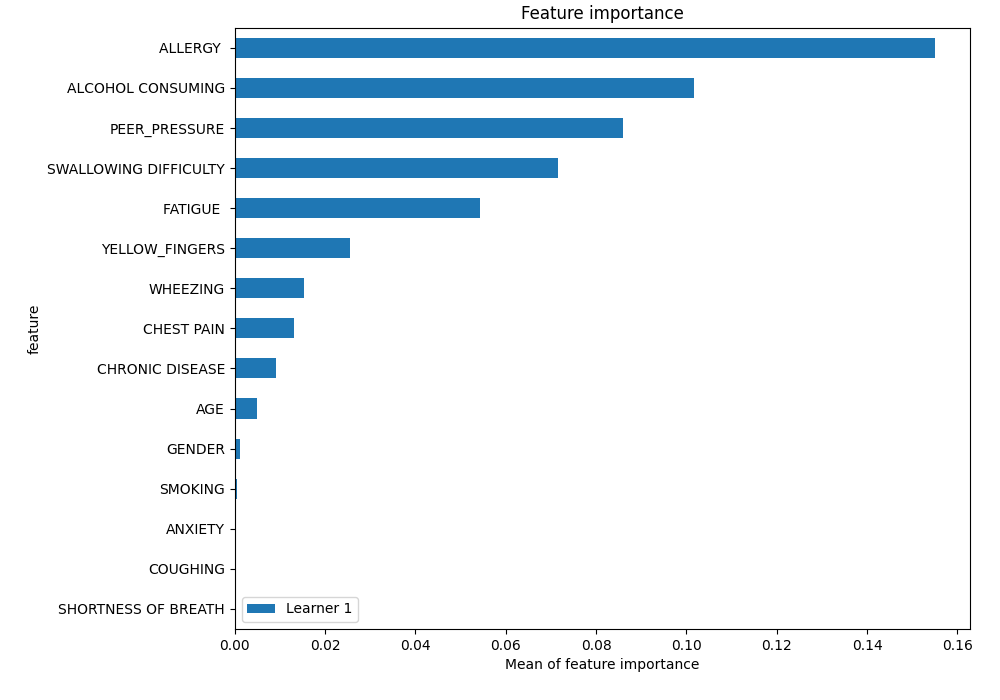 Feature importance
ALLERGY
ALCOHOL CONSUMING
PEER_PRESSURE
SWALLOWING DIFFICULTY
FATIGUE
YELLOW_FINGERS
WHEEZING
CHEST PAIN
CHRONIC DISEASE
AGE
GENDER
SMOKING
ANXIETY
COUGHING
SHORTNESS OF BREATH
feature
Learner 1
0.00 0.02 0.04 0.06 0.08 0.10 0.12 0.14 0.16
Mean of feature importance